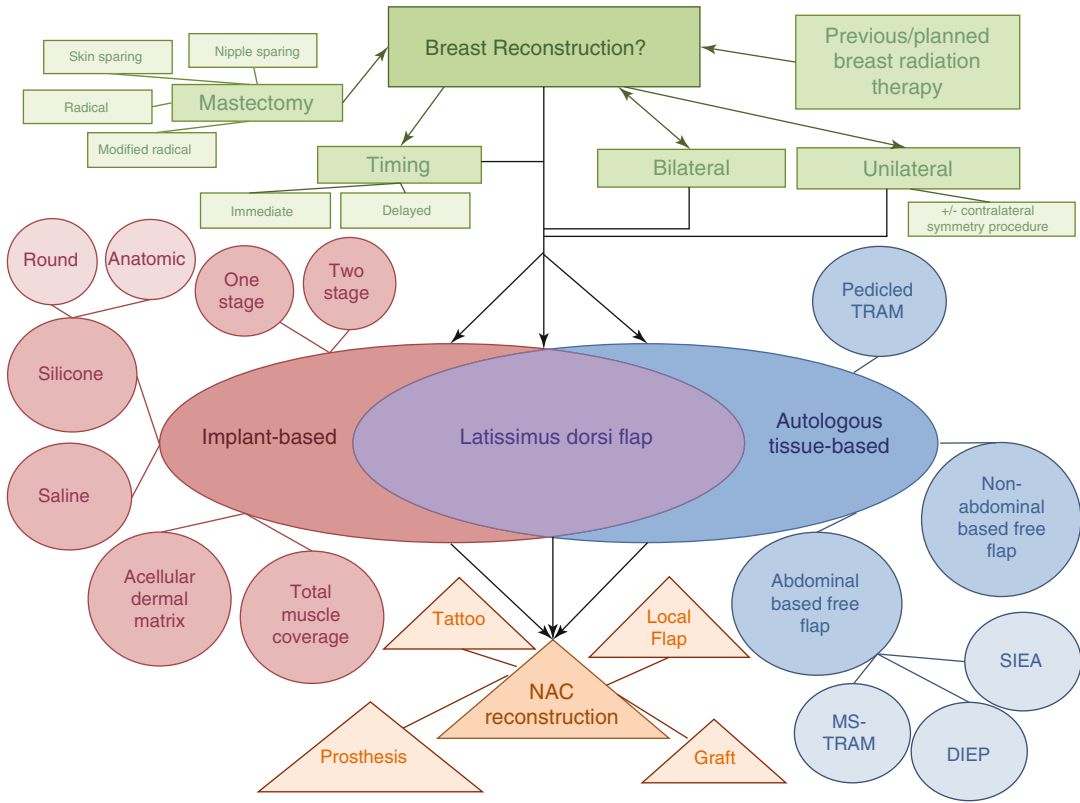 Breast Reconstruction?
Previous/planned
breast radiation
therapy
Nipple sparing
Skin sparing
Mastectomy
Radical
Modified radical
Timing
Bilateral
Unilateral
Immediate
Delayed
+/- contralateral
symmetry procedure
Round
Anatomic
One
stage
Two
stage
Pedicled
TRAM
Silicone
Saline
Implant-based
Latissimus dorsi flap
Autologous
tissue-based
Non-
abdominal
based free
flap
Acellular
dermal
matrix
Total
muscle
coverage
Abdominal
based free
flap
Tattoo
Local
Flap
NAC
reconstruction
Prosthesis
Graft
SIEA
MS-
TRAM
DIEP